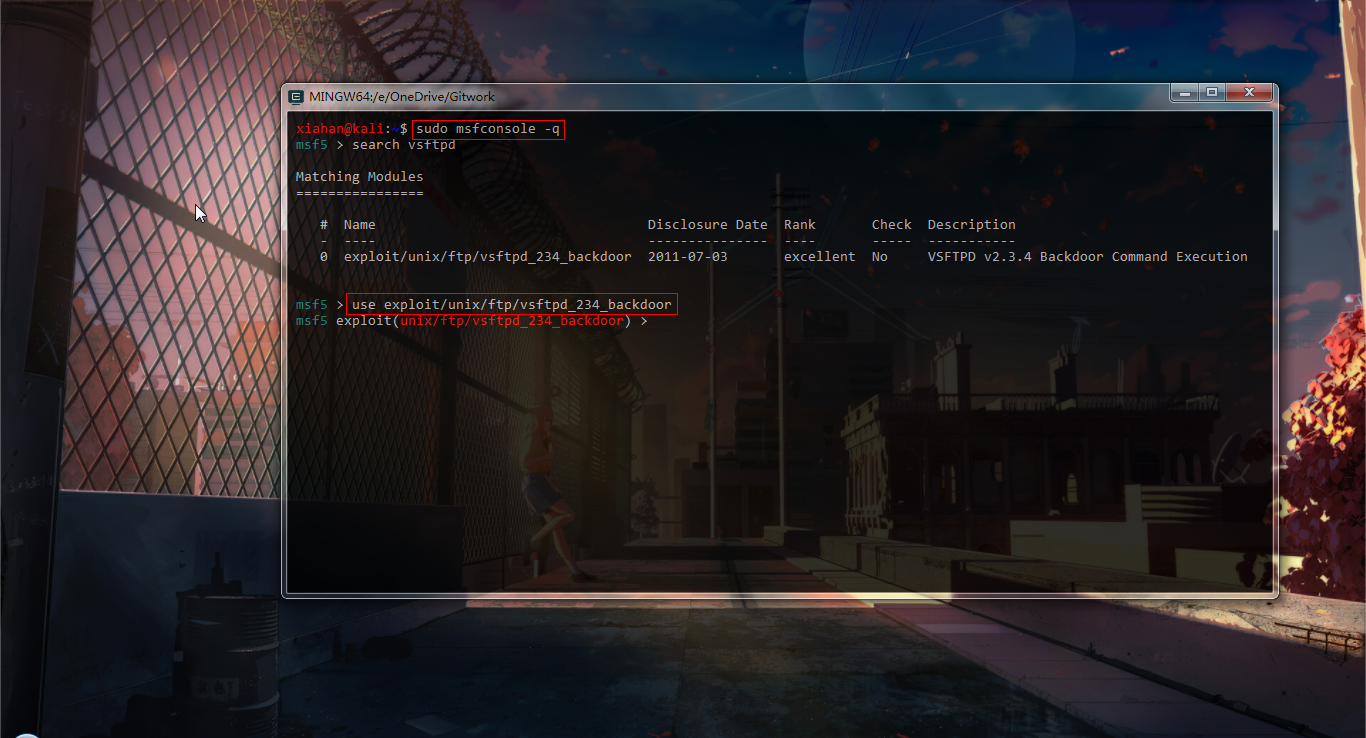 MINGW64:/e/OneDrive/Gitwork
xiahan@kali:~$ sudo msfconsole -q
msf5 > search vsftpd
Matching Modules
================
#  Name                                  Disclosure Date  Rank       Check  Description
-  ----                                  ---------------  ----       -----  -----------
0  exploit/unix/ftp/vsftpd_234_backdoor  2011-07-03       excellent  No     VSFTPD v2.3.4 Backdoor Command Execution
msf5 > use exploit/unix/ftp/vsftpd_234_backdoor
msf5 exploit(unix/ftp/vsftpd_234_backdoor) >